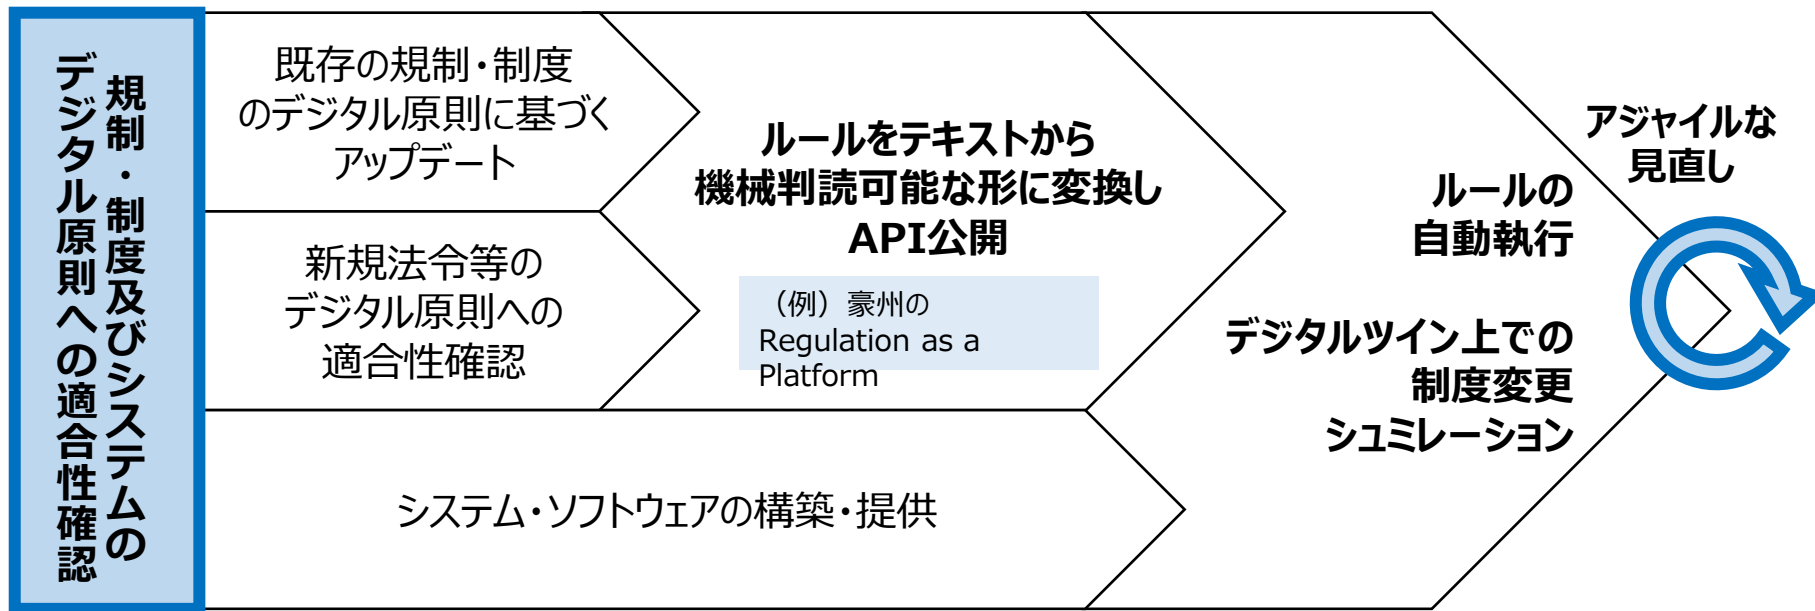 規制・制度及びシステムの
デジタル原則への適合性確認
既存の規制・制度
のデジタル原則に基づく
アップデート
新規法令等の
デジタル原則への
適合性確認
システム・ソフトウェアの構築・提供
ルールをテキストから
機械判読可能な形に変換し
API公開
（例）豪州の
Regulation as a
Platform
ルールの
自動執行
デジタルツイン上での
制度変更
シュミレーション
アジャイルな
見直し